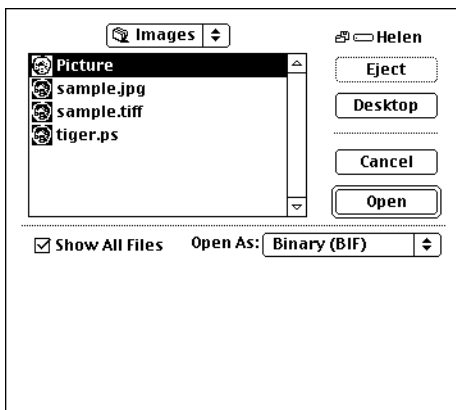 Images
Helen
Picture
sample.jpg
sample.tiff
tiger.ps
Eject
Desktop
Cancel
Open
Show All Files
Open As: Binary (BIF)